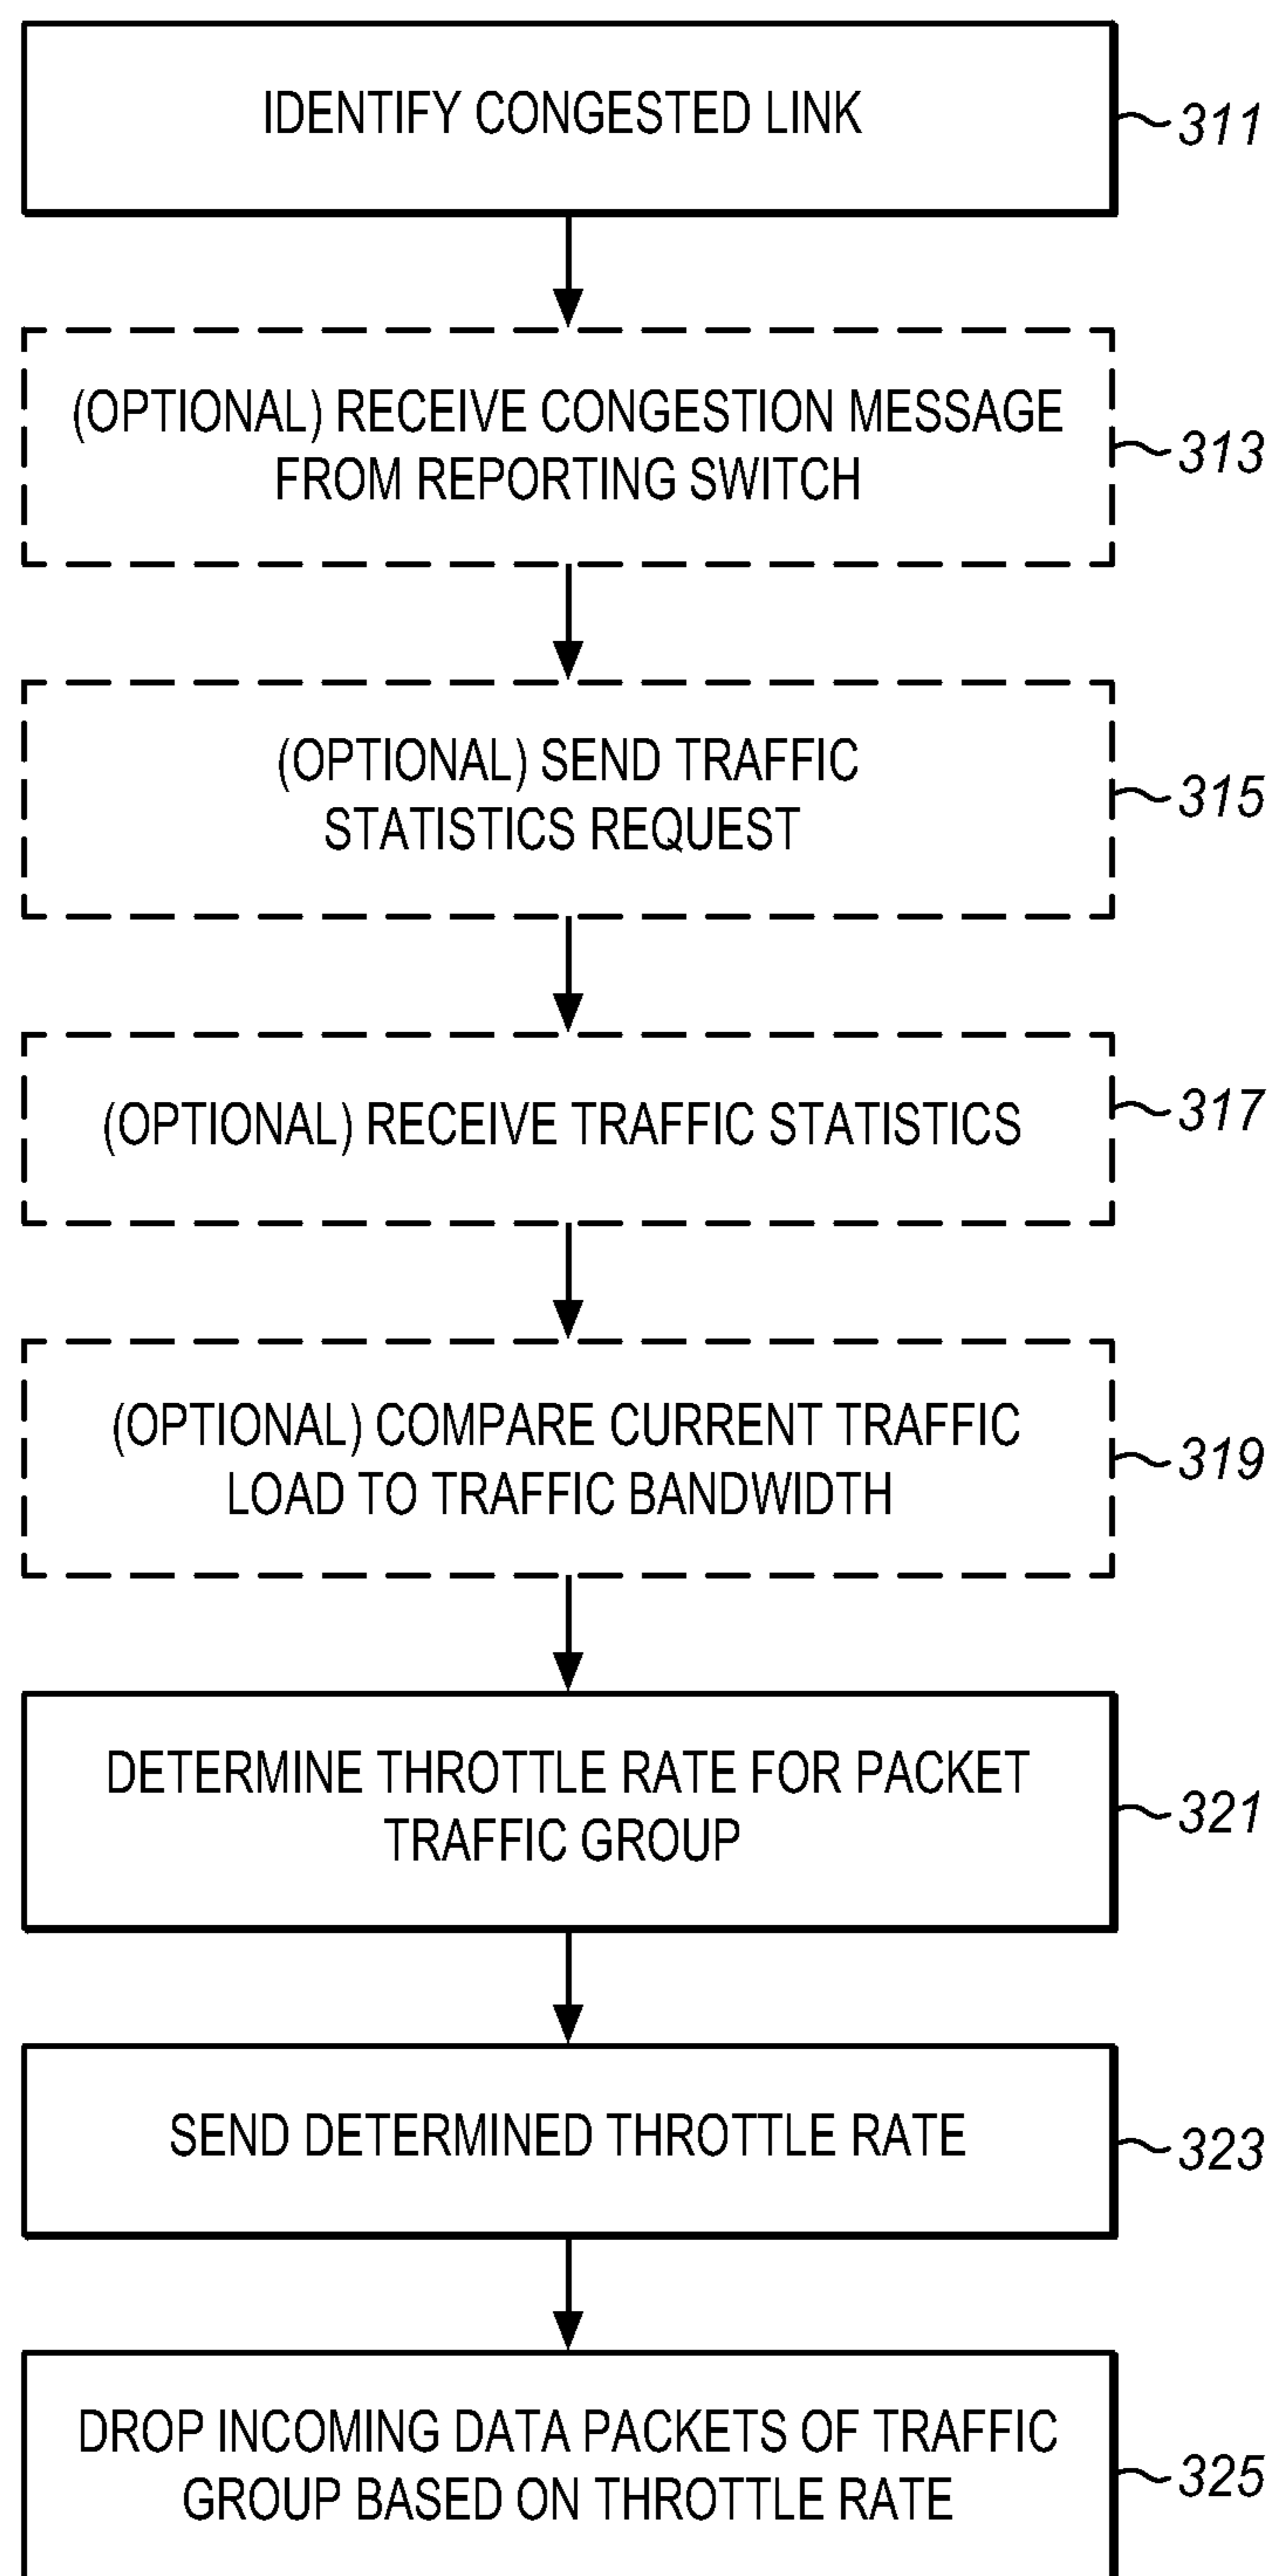 IDENTIFY CONGESTED LINK
311
(OPTIONAL) RECEIVE CONGESTION MESSAGE
FROM REPORTING SWITCH
313
(OPTIONAL) SEND TRAFFIC
STATISTICS REQUEST
315
(OPTIONAL) RECEIVE TRAFFIC STATISTICS
317
(OPTIONAL) COMPARE CURRENT TRAFFIC
LOAD TO TRAFFIC BANDWIDTH
319
DETERMINE THROTTLE RATE FOR PACKET
TRAFFIC GROUP
321
SEND DETERMINED THROTTLE RATE
323
DROP INCOMING DATA PACKETS OF TRAFFIC
GROUP BASED ON THROTTLE RATE
325